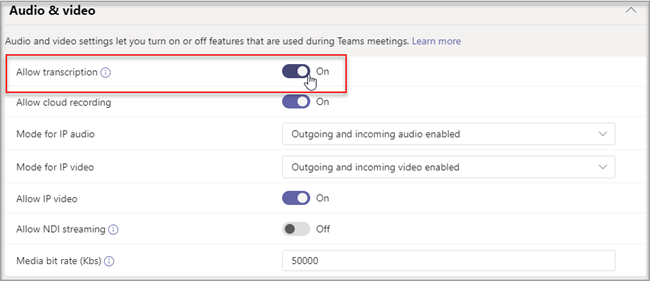 Audio & video
Audio and video settings let you turn on or off features that are used during Teams meetings. Learn more
Allow transcription On
Allow cloud recording On
Mode for IP audio Outgoing and incoming audio enabled
Mode for IP video Outgoing and incoming video enabled
Allow IP video On
Allow NDI streaming Off
Media bit rate (Kbs) 50000